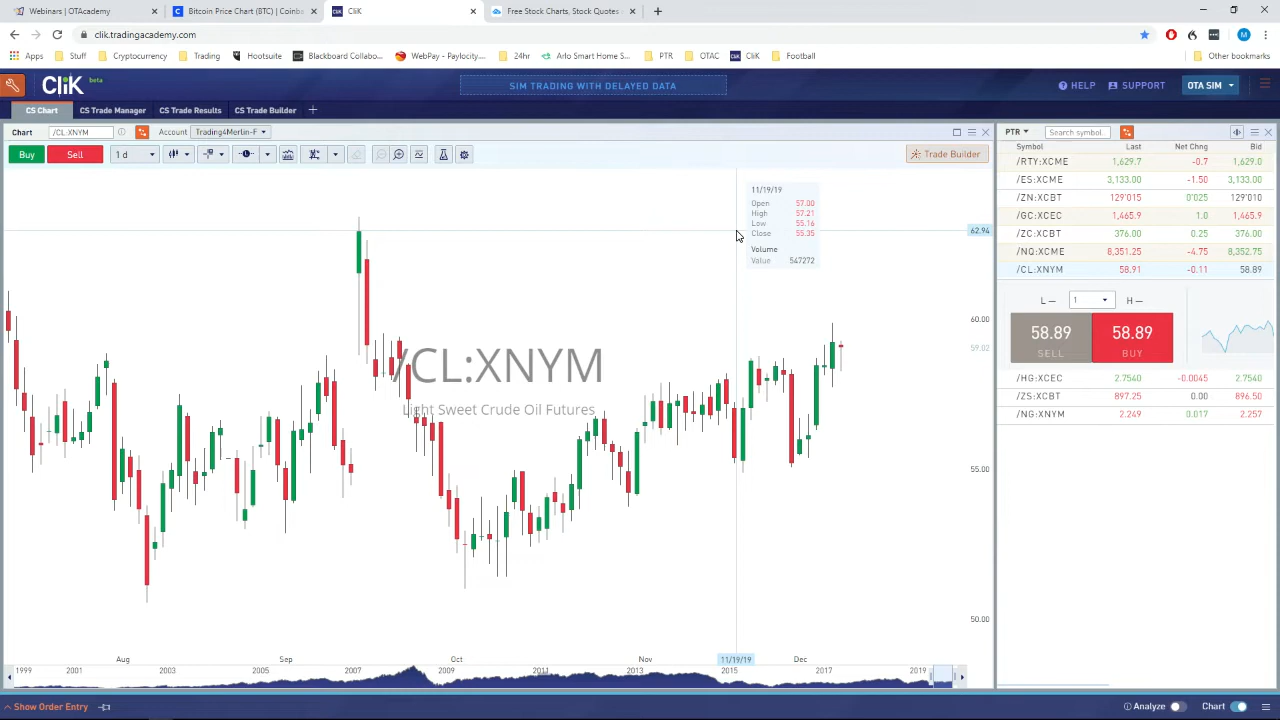 Webinars | OTAcademy
Bitcoin Price Chart (BTC) | Coinb
CliK
Free Stock Charts, Stock Quotes
clik.tradingacademy.com
Apps
Stuff
Cryptocurrency
Trading
Hootsuite
Blackboard Collabo...
WebPay - Paylocity...
24hr
Arlo Smart Home S...
PTR
OTAC
CliK
Football
Other bookmarks
CliK beta
SIM TRADING WITH DELAYED DATA
HELP
SUPPORT
OTA SIM
CS Chart
CS Trade Manager
CS Trade Results
CS Trade Builder
Chart /CL:XNYM Account Trading4Merlin-F
Buy Sell 1 d
Trade Builder
11/19/19
Open 57.00
High 57.21
Low 55.16
Close 55.35
Volume
Value 547272
/CL:XNYM
Light Sweet Crude Oil Futures
62.94
60.00
59.02
55.00
50.00
Aug Sep Oct Nov 11/19/19 Dec
1999 2001 2003 2005 2007 2009 2011 2013 2015 2017 2019
PTR Search symbol...
Symbol Last Net Chng Bid
/RTY:XCME 1,629.7 -0.7 1,629.0
/ES:XCME 3,133.00 -1.50 3,133.00
/ZN:XCBT 129'015 0'025 129'010
/GC:XCEC 1,465.9 1.0 1,465.9
/ZC:XCBT 376.00 0.25 376.00
/NQ:XCME 8,351.25 -4.75 8,352.75
/CL:XNYM 58.91 -0.11 58.89
L — 1 H —
58.89 58.89
SELL BUY
/HG:XCEC 2.7540 -0.0045 2.7540
/ZS:XCBT 897.25 0.00 896.50
/NG:XNYM 2.249 0.017 2.257
Show Order Entry
Analyze
Chart